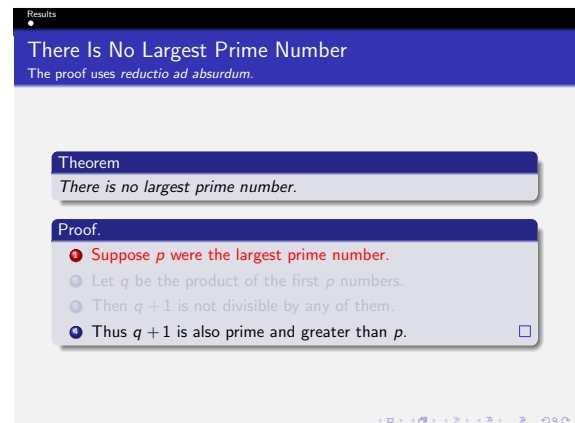 Results
There Is No Largest Prime Number
The proof uses reductio ad absurdum.
Theorem
There is no largest prime number.
Proof.
1 Suppose p were the largest prime number.
2 Let q be the product of the first p numbers.
3 Then q + 1 is not divisible by any of them.
4 Thus q + 1 is also prime and greater than p. □